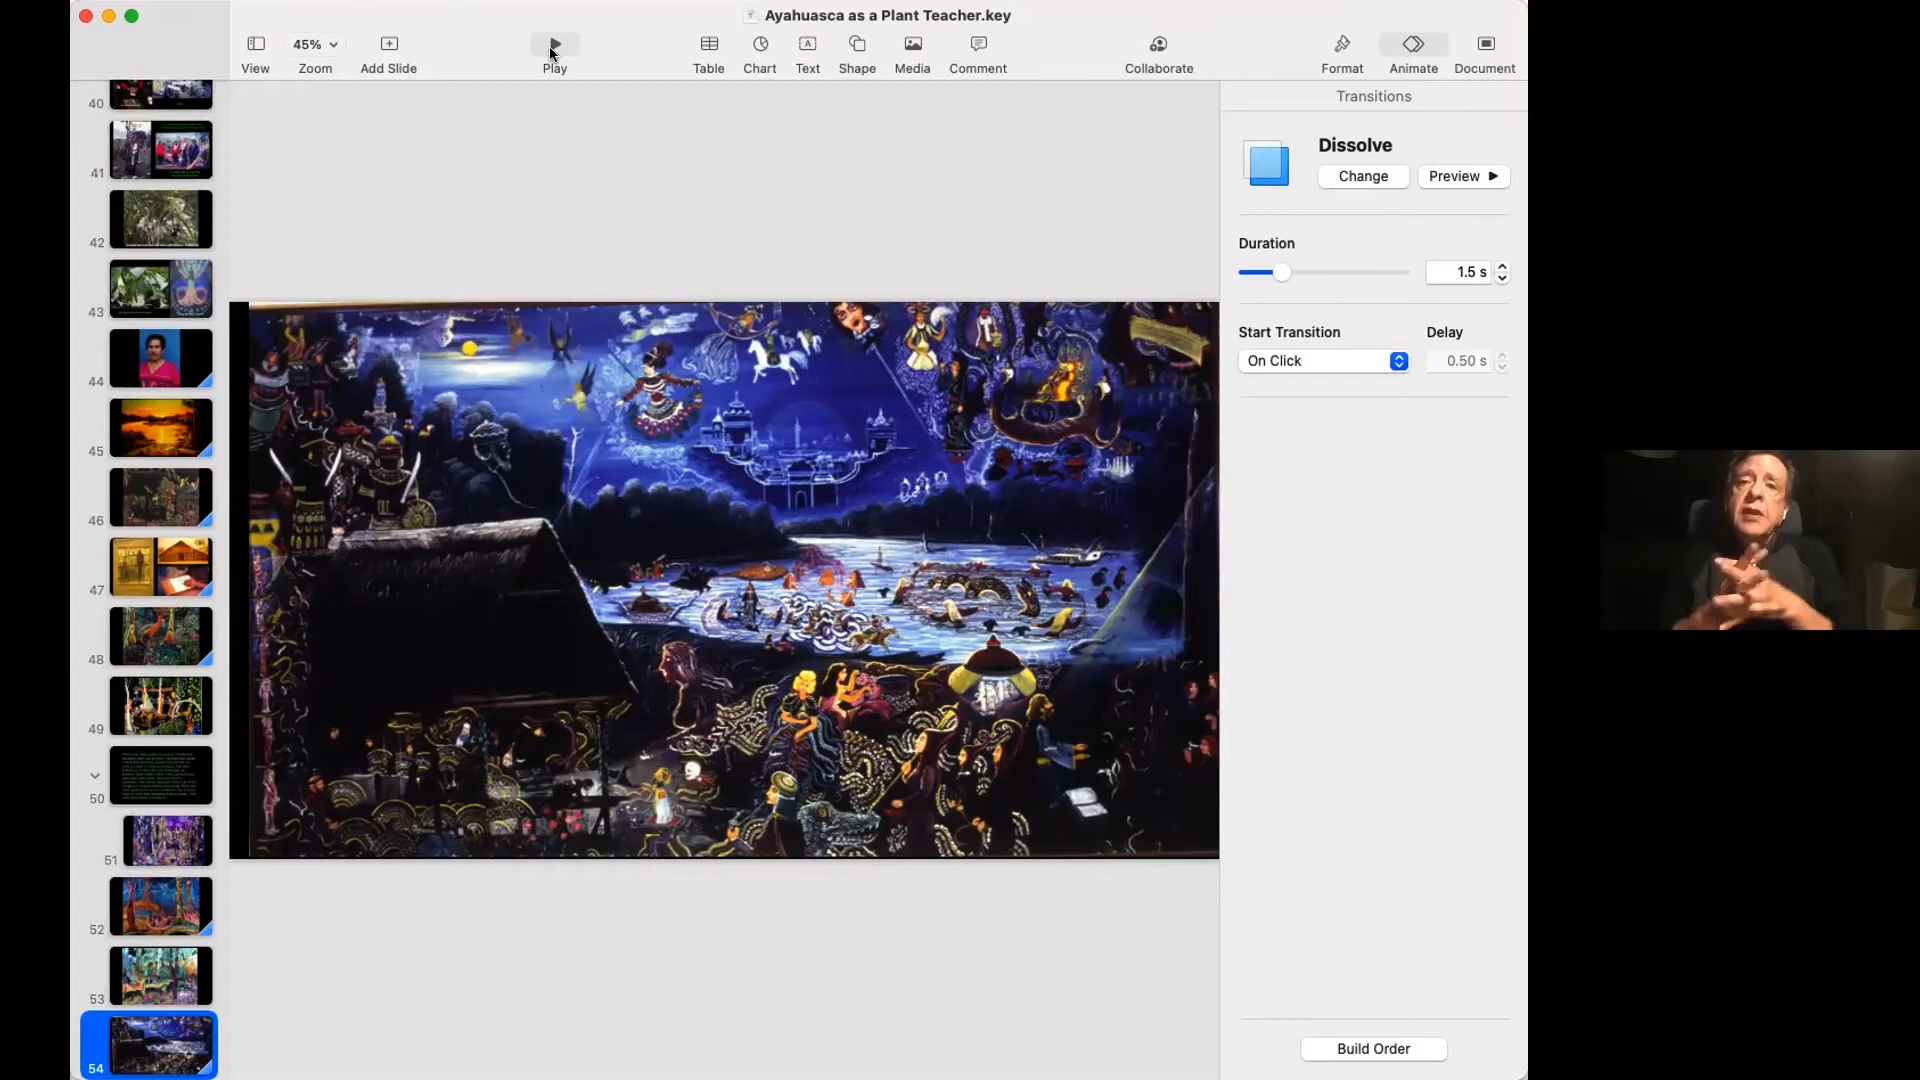 Ayahuasca as a Plant Teacher.key
45%
View
Zoom
Add Slide
Play
Table
Chart
Text
Shape
Media
Comment
Collaborate
Format
Animate
Document
Transitions
Dissolve
Change
Preview
Duration
1.5 s
Start Transition
Delay
On Click
0.50 s
Build Order
40
41
42
43
44
45
46
47
48
49
50
51
52
53
54